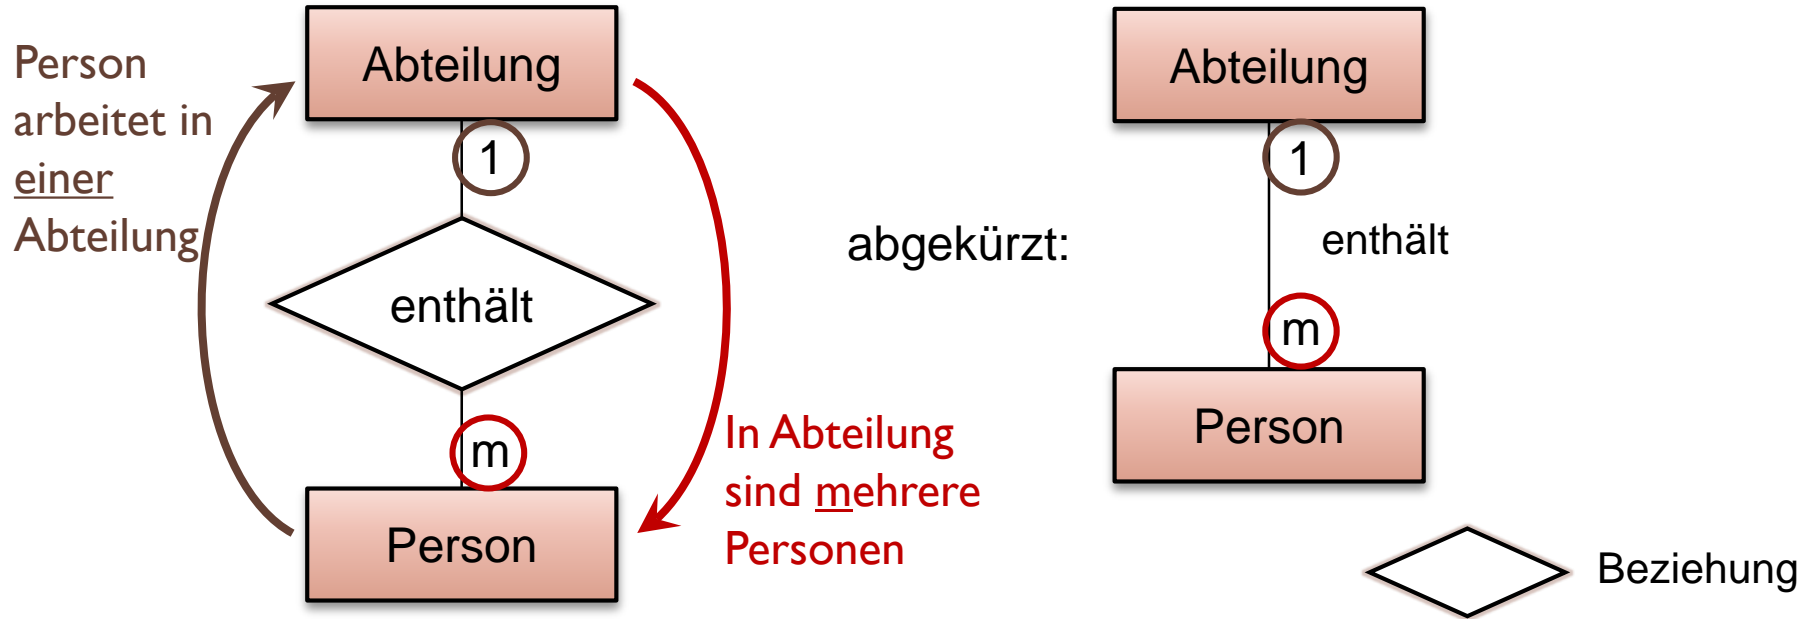 Person
arbeitet in
einer
Abteilung
Abteilung
1
enthält
m
Person
In Abteilung
sind mehrere
Personen
abgekürzt:
Abteilung
1
enthält
m
Person
Beziehung